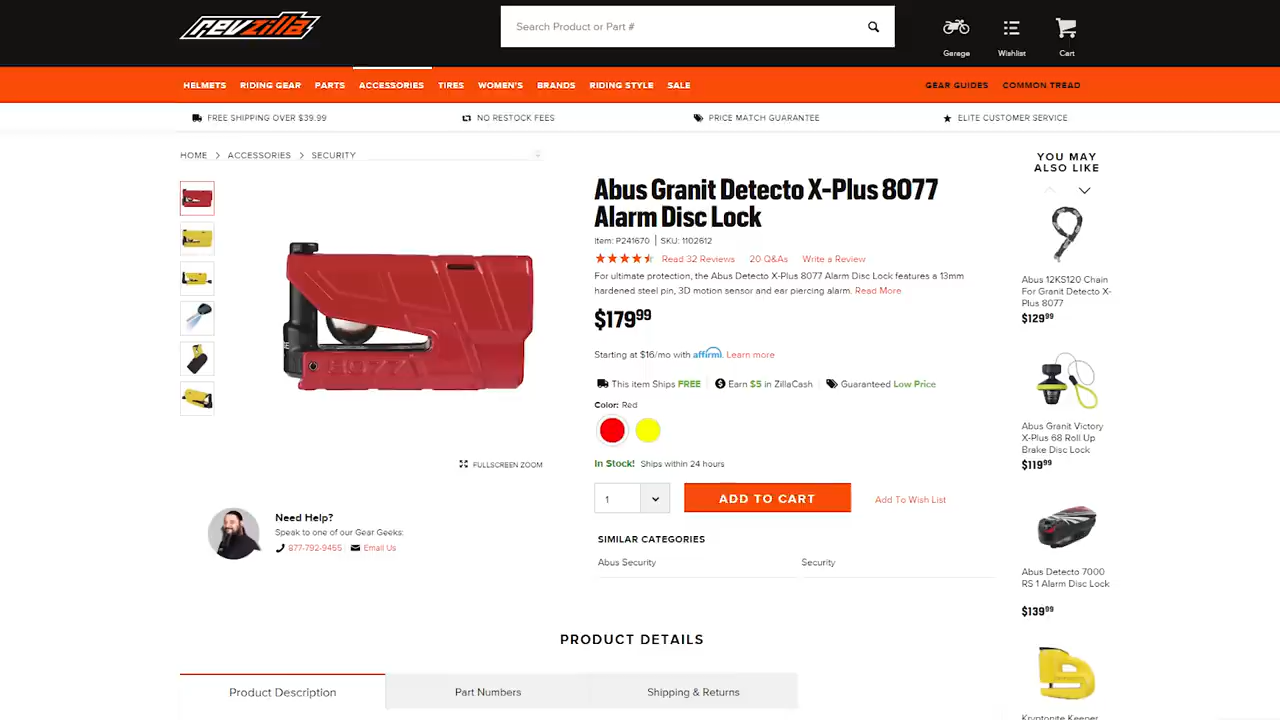 revzilla
Search Product or Part #
Garage
Wishlist
Cart
HELMETS
RIDING GEAR
PARTS
ACCESSORIES
TIRES
WOMEN'S
BRANDS
RIDING STYLE
SALE
GEAR GUIDES
COMMON TREAD
FREE SHIPPING OVER $39.99
NO RESTOCK FEES
PRICE MATCH GUARANTEE
ELITE CUSTOMER SERVICE
HOME > ACCESSORIES > SECURITY
8077
FULLSCREEN ZOOM
Need Help?
Speak to one of our Gear Geeks:
877-792-9455
Email Us
Abus Granit Detecto X-Plus 8077
Alarm Disc Lock
Item: P241670 | SKU: 1102612
Read 32 Reviews
20 Q&As
Write a Review
For ultimate protection, the Abus Detecto X-Plus 8077 Alarm Disc Lock features a 13mm
hardened steel pin, 3D motion sensor and ear piercing alarm. Read More
$179.99
Starting at $16/mo with affirm. Learn more
This item Ships FREE
Earn $5 in ZillaCash
Guaranteed Low Price
Color: Red
In Stock! Ships within 24 hours
1
ADD TO CART
Add To Wish List
SIMILAR CATEGORIES
Abus Security
Security
YOU MAY
ALSO LIKE
Abus 12KS120 Chain
For Granit Detecto X-
Plus 8077
$129.99
Abus Granit Victory
X-Plus 68 Roll Up
Brake Disc Lock
$119.99
Abus Detecto 7000
RS 1 Alarm Disc Lock
$139.99
Kryptonite Keeper
PRODUCT DETAILS
Product Description
Part Numbers
Shipping & Returns